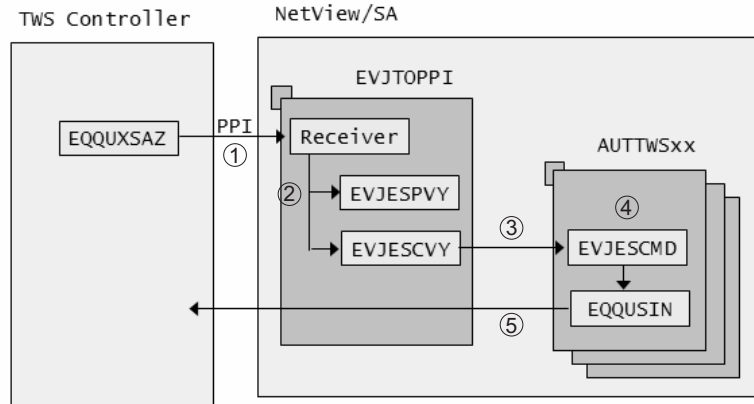 TWS Controller
NetView/SA
EVJTOPPI
PPI
EQQUXSAZ
①
Receiver
AUTTWSxx
②
EVJESPVY
④
③
EVJESCVY
EVJESCMD
EQQUSIN
⑤